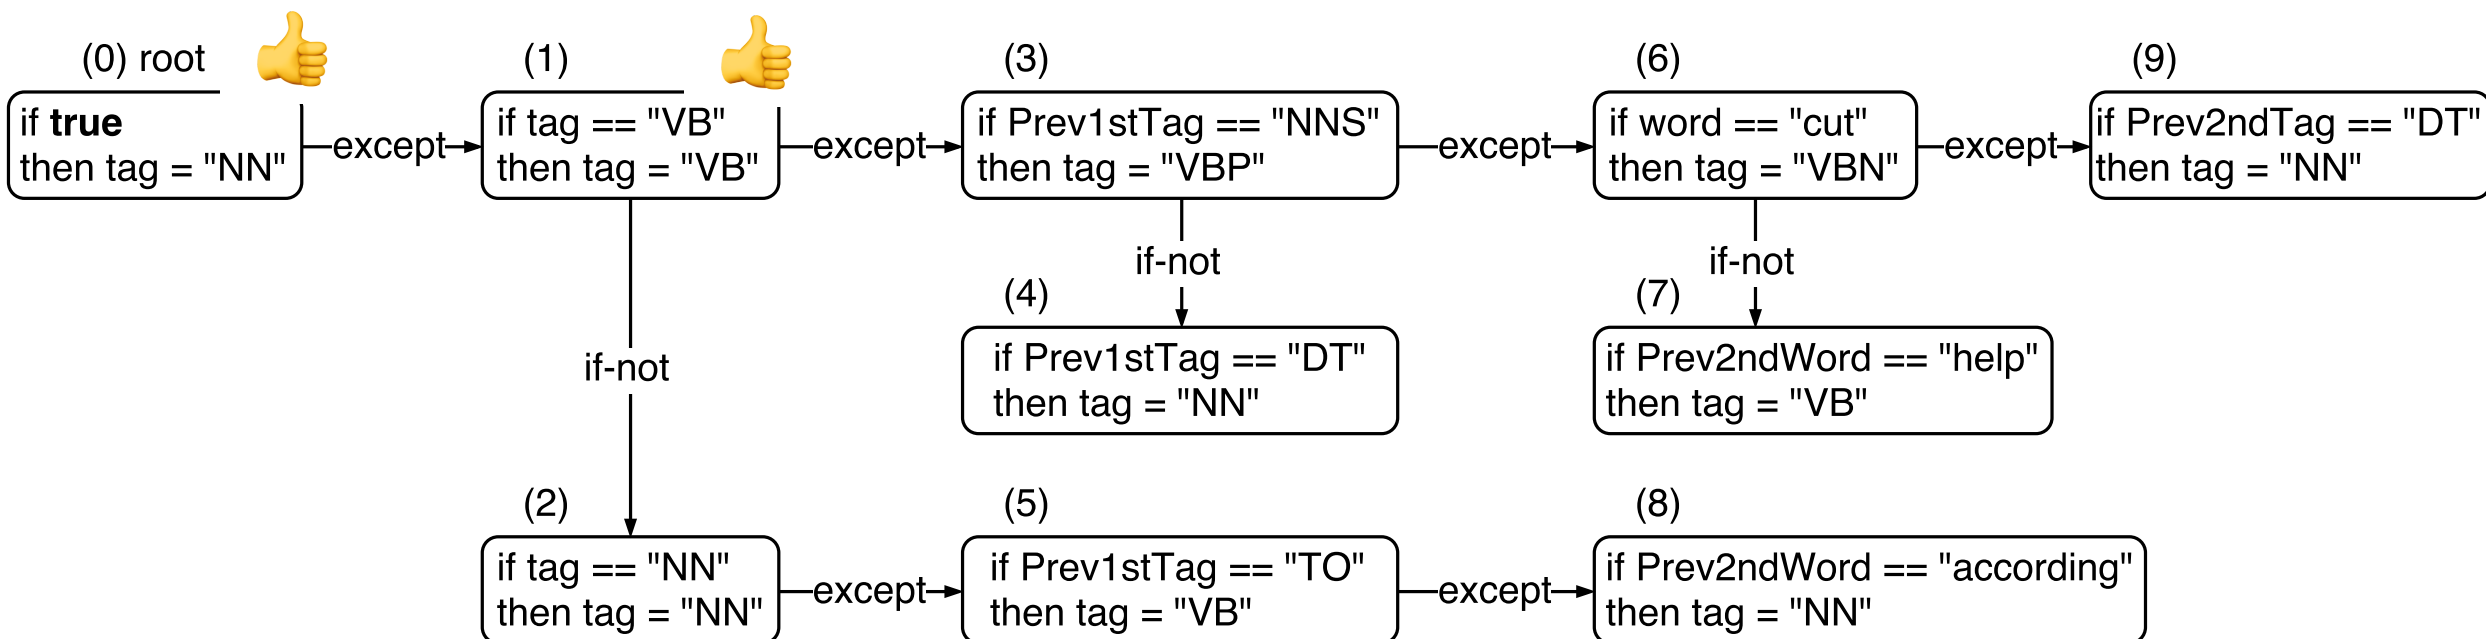 (0) root
if true
then tag = "NN"
except
(1)
if tag == "VB"
then tag = "VB"
except
(3)
if Prev1stTag == "NNS"
then tag = "VBP"
except
(6)
if word == "cut"
then tag = "VBN"
except
(9)
if Prev2ndTag == "DT"
then tag = "NN"
if-not
if-not
if-not
(4)
if Prev1stTag == "DT"
then tag = "NN"
(7)
if Prev2ndWord == "help"
then tag = "VB"
(2)
if tag == "NN"
then tag = "NN"
except
(5)
if Prev1stTag == "TO"
then tag = "VB"
except
(8)
if Prev2ndWord == "according"
then tag = "NN"